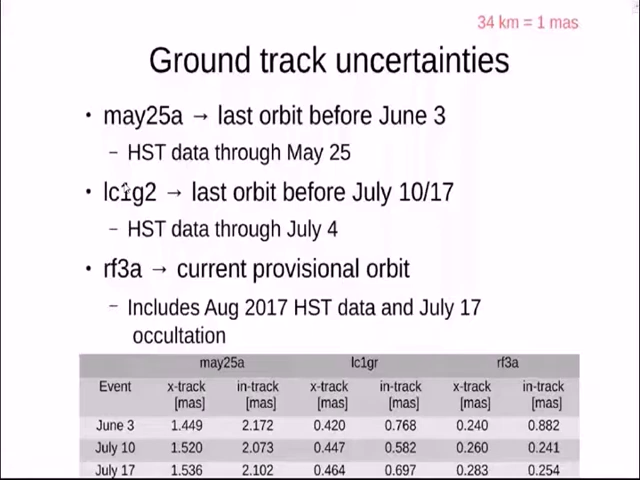 34 km = 1 mas
Ground track uncertainties
• may25a → last orbit before June 3
– HST data through May 25
• lc1g2 → last orbit before July 10/17
– HST data through July 4
• rf3a → current provisional orbit
– Includes Aug 2017 HST data and July 17
occultation
may25a lc1gr rf3a
Event x-track in-track x-track in-track x-track in-track
[mas] [mas] [mas] [mas] [mas] [mas]
June 3 1.449 2.172 0.420 0.768 0.240 0.882
July 10 1.520 2.073 0.447 0.582 0.260 0.241
July 17 1.536 2.102 0.464 0.697 0.283 0.254